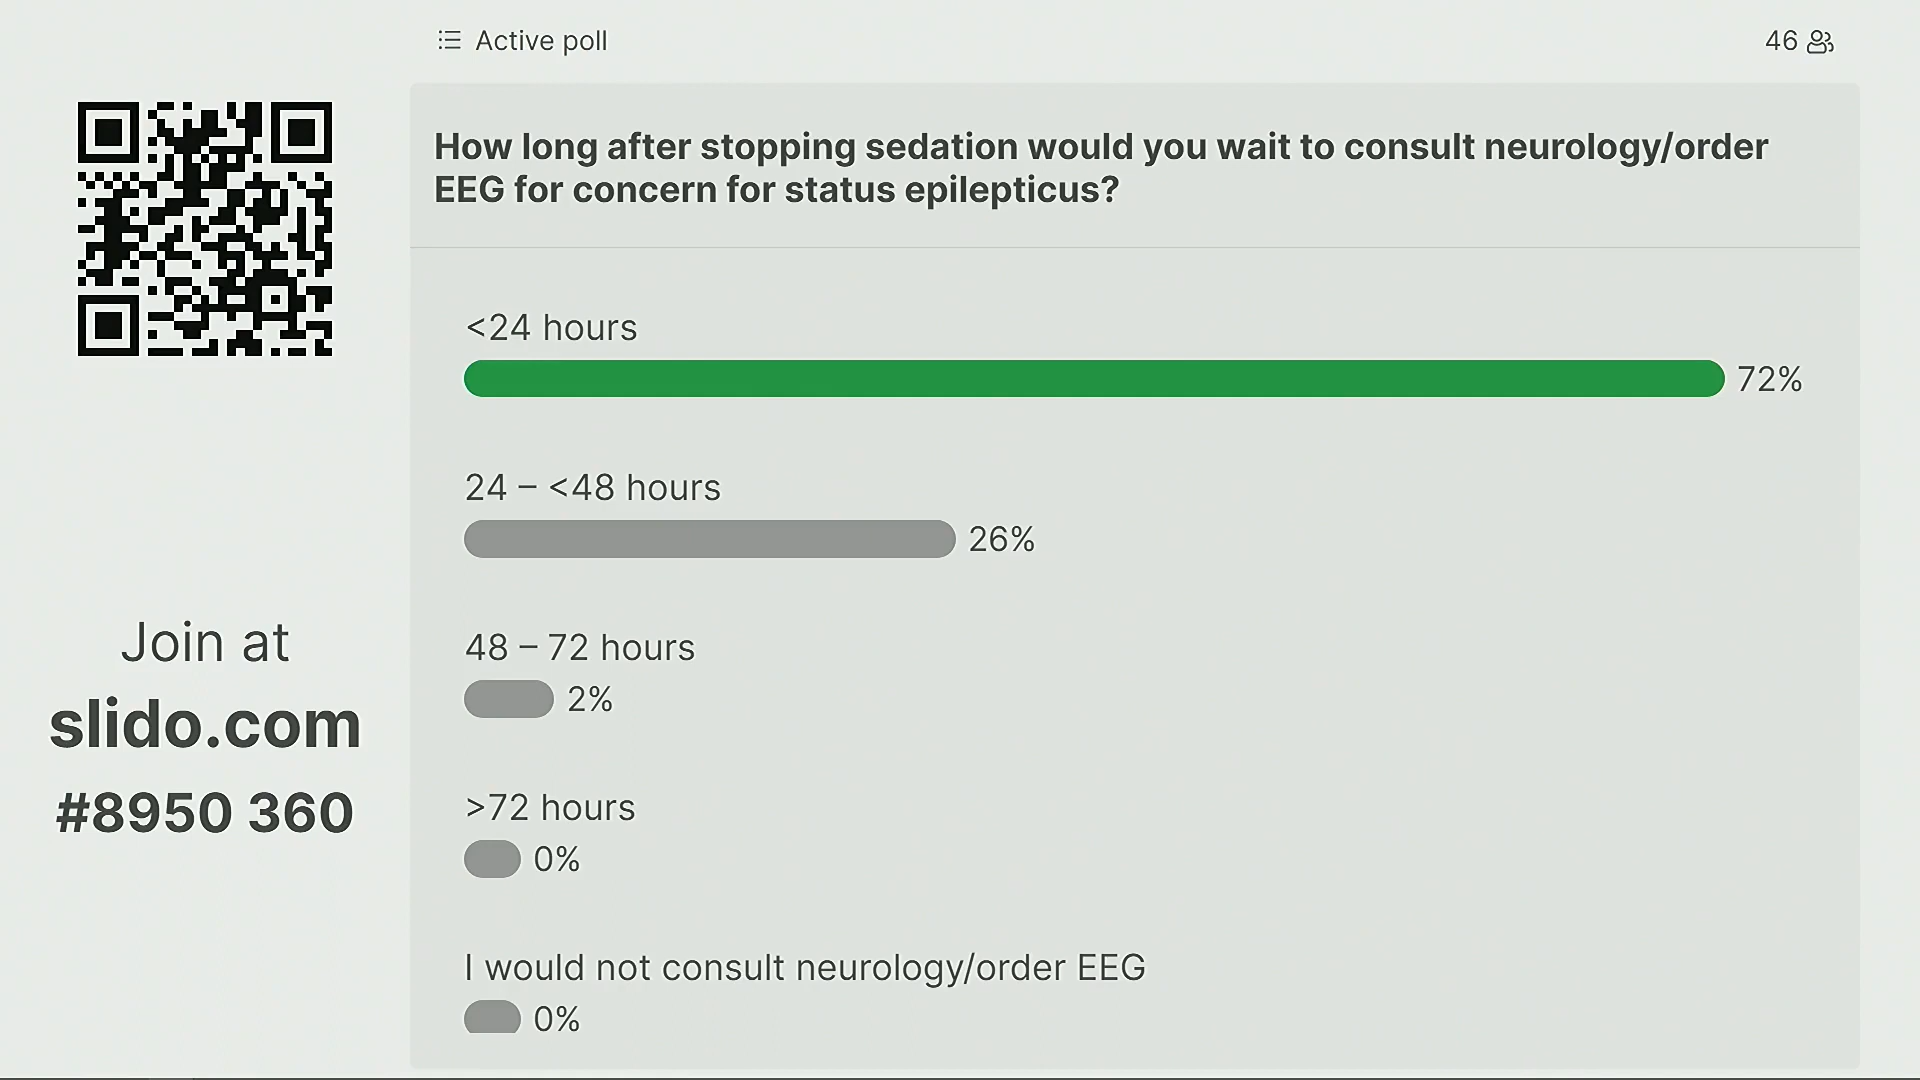 Active poll
46
How long after stopping sedation would you wait to consult neurology/order
EEG for concern for status epilepticus?
<24 hours
72%
24 – <48 hours
26%
48 – 72 hours
2%
>72 hours
0%
I would not consult neurology/order EEG
0%
Join at
slido.com
#8950 360